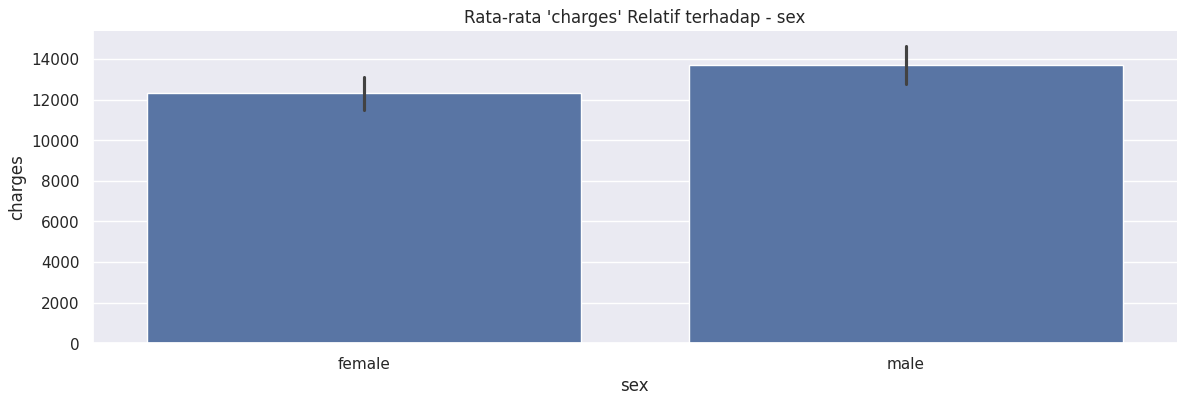 Rata-rata 'charges' Relatif terhadap - sex
14000
12000
10000
8000
6000
4000
2000
0
charges
female
male
sex